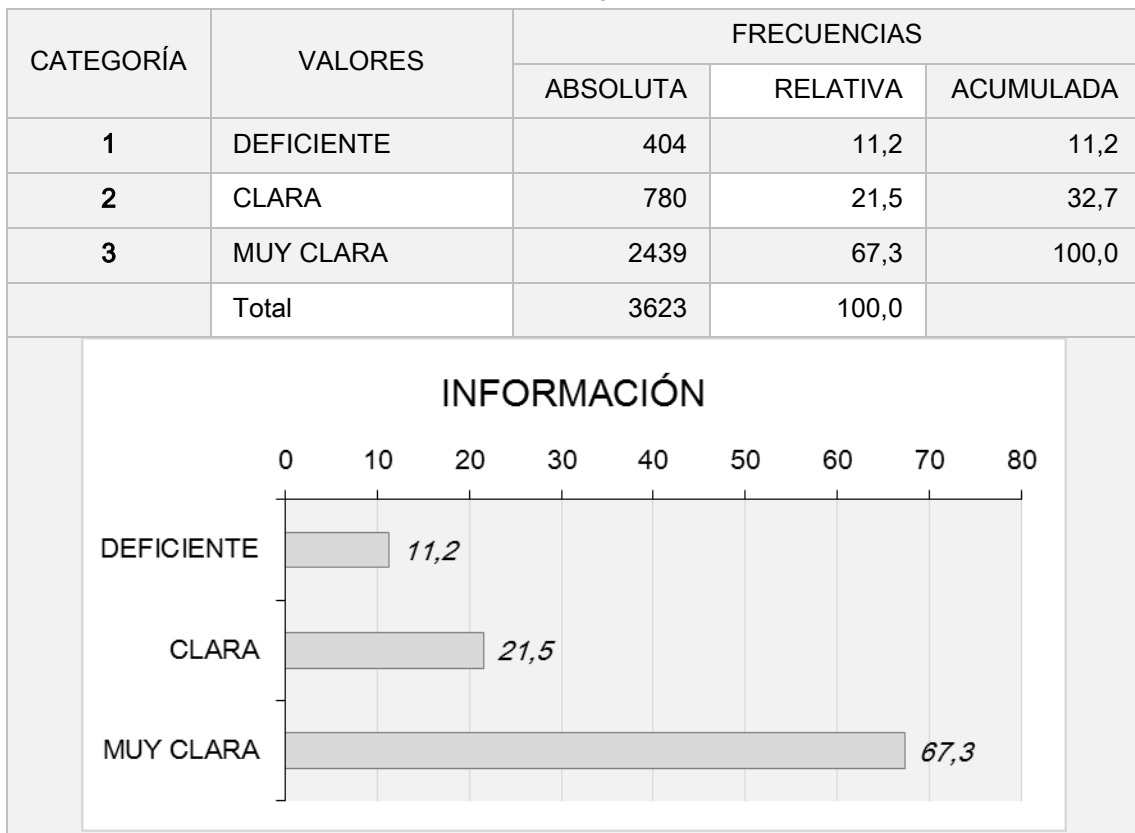 CATEGORÍA VALORES FRECUENCIAS
ABSOLUTA RELATIVA ACUMULADA
1 DEFICIENTE 404 11,2 11,2
2 CLARA 780 21,5 32,7
3 MUY CLARA 2439 67,3 100,0
Total 3623 100,0
INFORMACIÓN
0 10 20 30 40 50 60 70 80
DEFICIENTE 11,2
CLARA 21,5
MUY CLARA 67,3